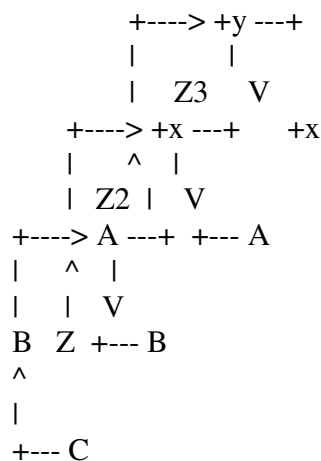 +----> +y ---+
| |
| Z3 V
+----> +x ---+ +x
| ^ |
| Z2 | V
+----> A ---+ +--- A
| ^ |
| | V
B Z +--- B
^
|
+--- C